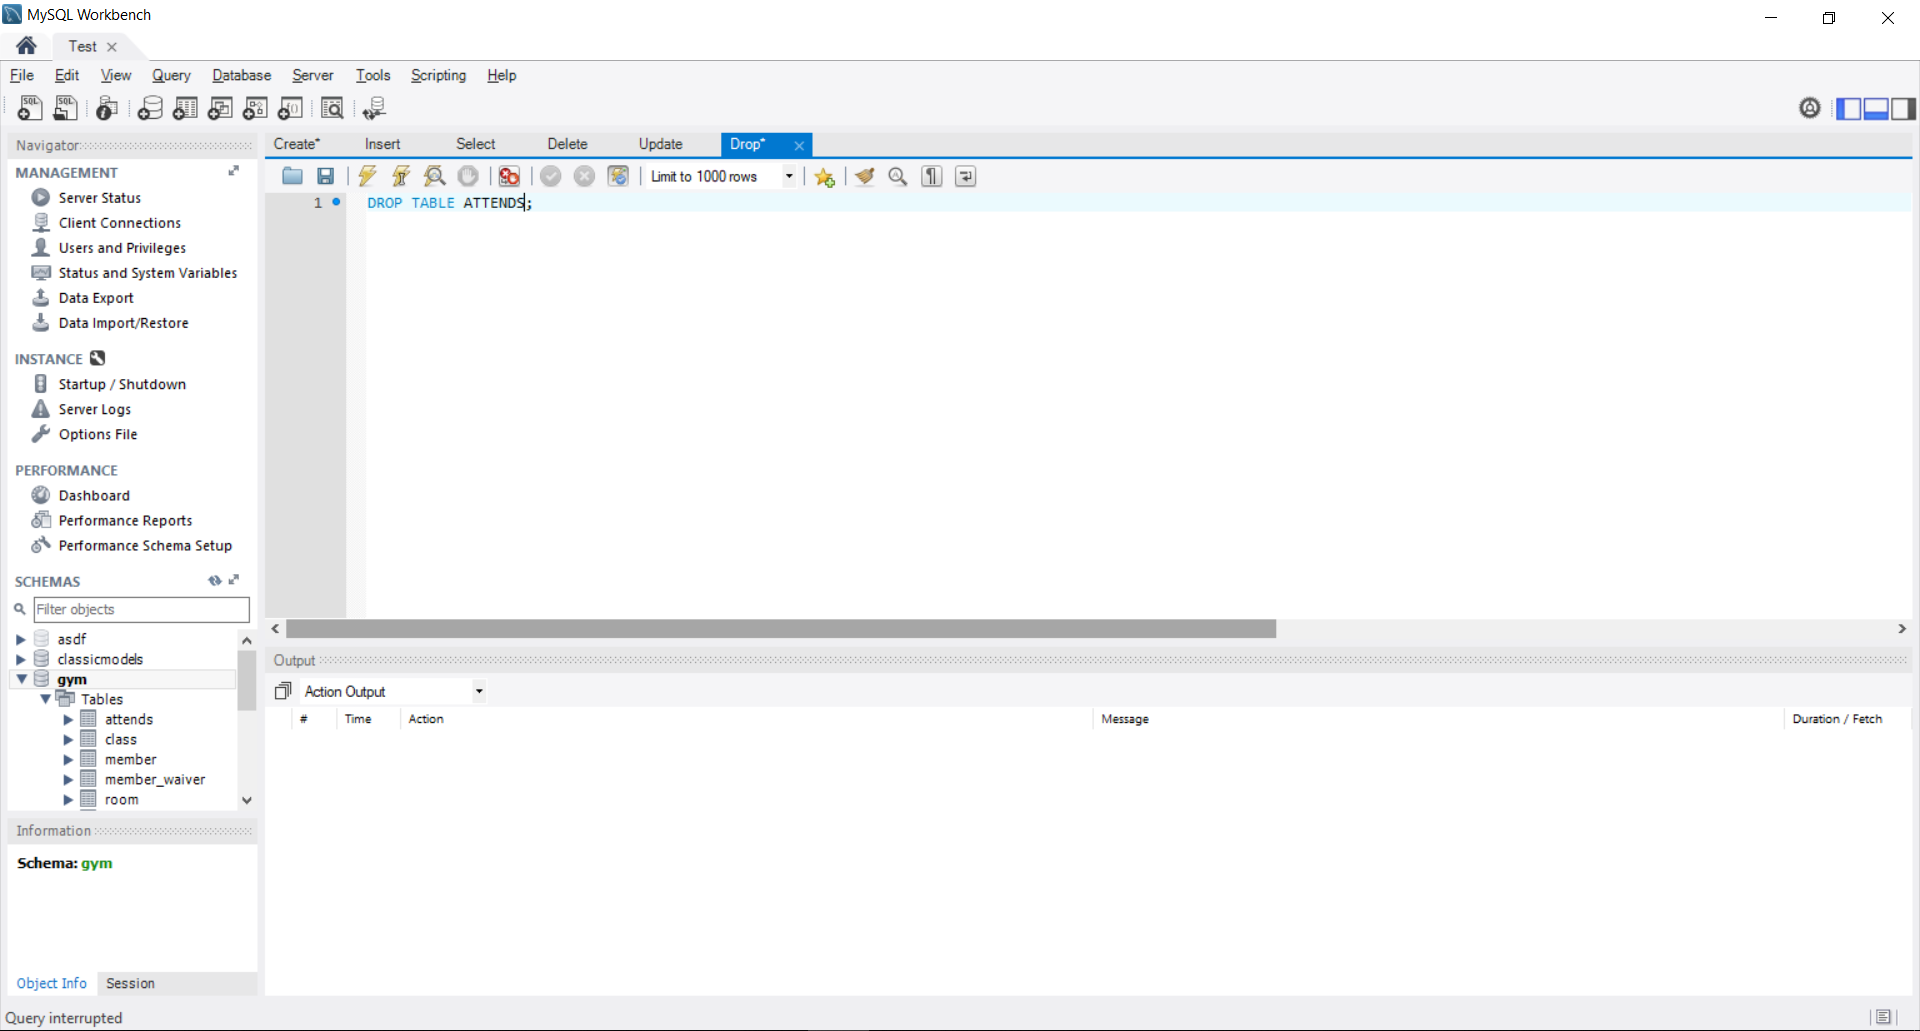 MySQL Workbench
Test
File Edit View Query Database Server Tools Scripting Help
Navigator
MANAGEMENT
Server Status
Client Connections
Users and Privileges
Status and System Variables
Data Export
Data Import/Restore
INSTANCE
Startup / Shutdown
Server Logs
Options File
PERFORMANCE
Dashboard
Performance Reports
Performance Schema Setup
SCHEMAS
Filter objects
asdf
classicmodels
gym
Tables
attends
class
member
member_waiver
room
Information
Schema: gym
Object Info Session
Create* Insert Select Delete Update Drop*
Limit to 1000 rows
1 DROP TABLE ATTENDS;
Output
Action Output
# Time Action Message Duration / Fetch
Query interrupted